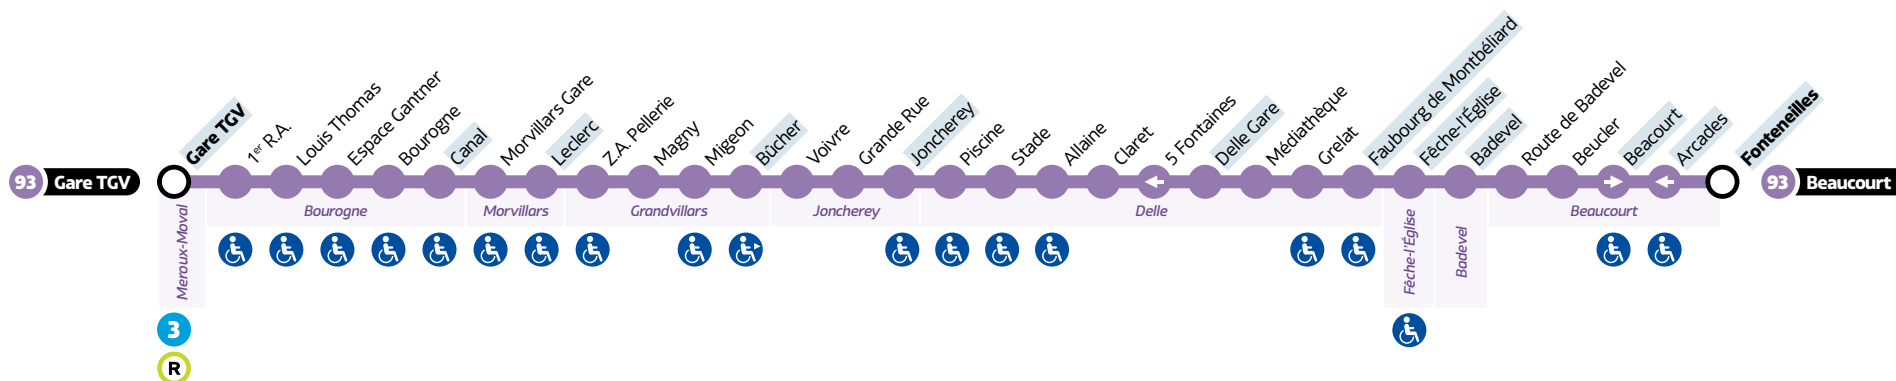 93 Gare TGV
Gare TGV
1er R.A.
Louis Thomas
Espace Gantner
Bourogne
Canal
Morvillars Gare
Leclerc
Z.A. Pellerie
Magny
Migeon
Bûcher
Voivre
Grande Rue
Joncherey
Piscine
Stade
Allaine
Claret
5 Fontaines
Delle Gare
Médiathèque
Grelat
Faubourg de Montbéliard
Fêche-l'Église
Badevel
Route de Badevel
Beucler
Beacourt
Arcades
Fonteneilles
93 Beaucourt
Meroux-Moval
Bourogne
Morvillars
Grandvillars
Joncherey
Delle
Fêche-l'Église
Badevel
Beaucourt
3
R